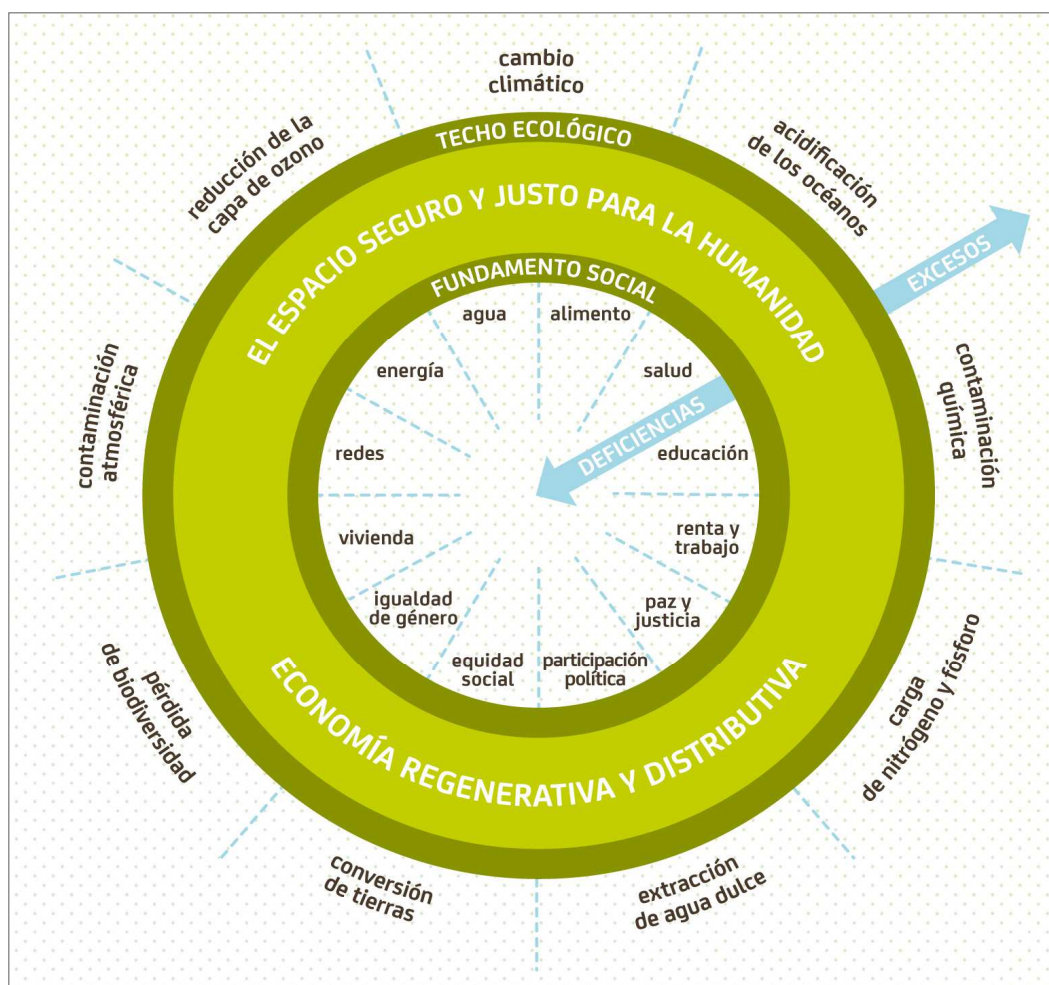 cambio
climático
acidificación
de los océanos
EXCESOS
contaminación
química
carga
de nitrógeno y fósforo
extracción
de agua dulce
conversión
de tierras
pérdida
de biodiversidad
contaminación
atmosférica
reducción de la
capa de ozono
TECHO ECOLÓGICO
EL ESPACIO SEGURO Y JUSTO PARA LA HUMANIDAD
FUNDAMENTO SOCIAL
agua
alimento
salud
DEFICIENCIAS
educación
renta y
trabajo
paz y
justicia
participación
política
equidad
social
igualdad
de género
vivienda
redes
energía
ECONOMÍA REGENERATIVA Y DISTRIBUTIVA